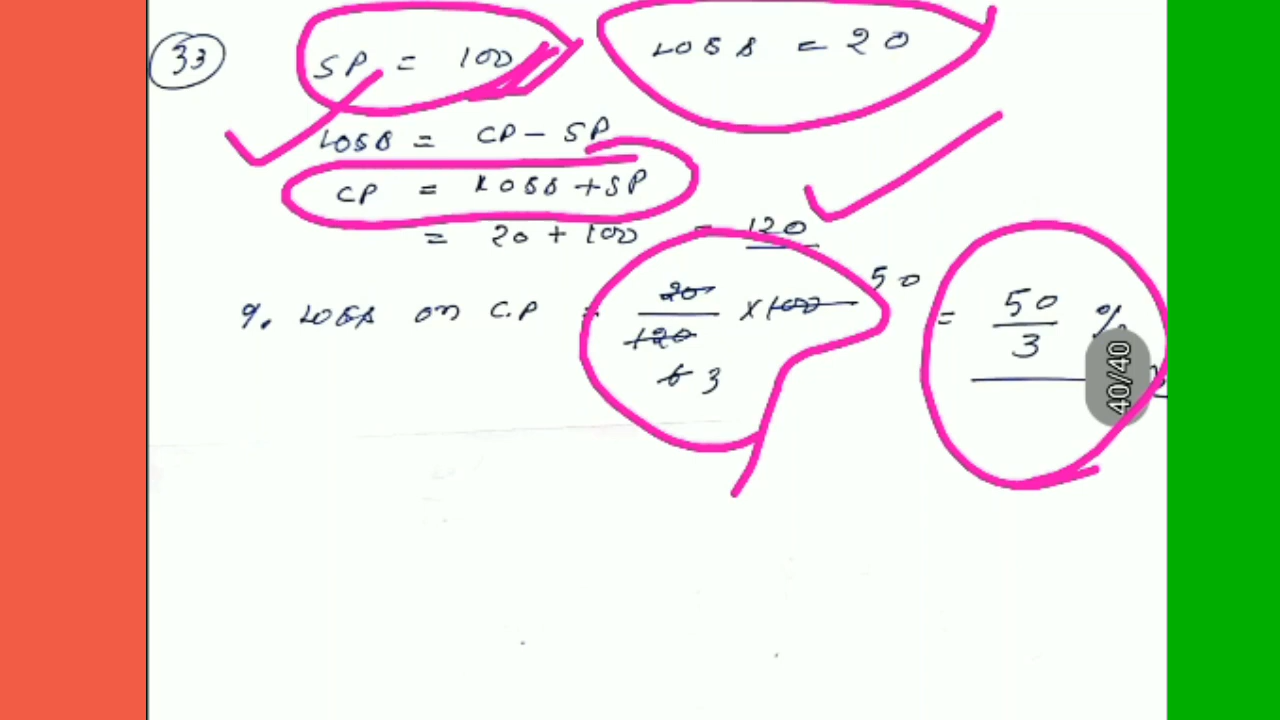 33 SP = 100 LOSS = 20
LOSS = CP - SP
CP = LOSS + SP
= 20 + 100 = 120
% LOSS on C.P = 20/120 × 100 50 = 50/3 %
6 3
40/40